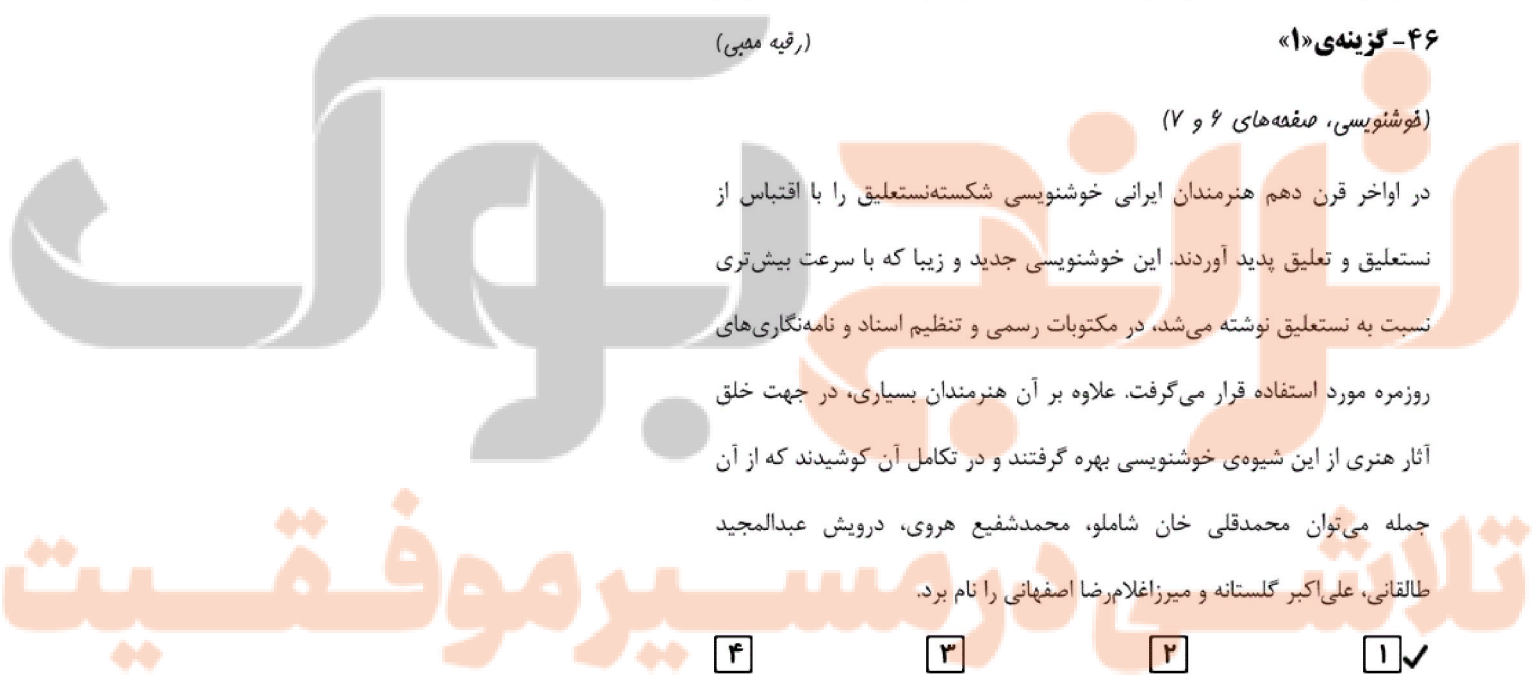 ۴۶- گزینه‌ی«۱» (رقیه محبی)
(خوشنویسی، صفحه‌های ۶ و ۷)
در اواخر قرن دهم هنرمندان ایرانی خوشنویسی شکسته‌نستعلیق را با اقتباس از
نستعلیق و تعلیق پدید آوردند. این خوشنویسی جدید و زیبا که با سرعت بیش‌تری
نسبت به نستعلیق نوشته می‌شد، در مکتوبات رسمی و تنظیم اسناد و نامه‌نگاری‌های
روزمره مورد استفاده قرار می‌گرفت. علاوه بر آن هنرمندان بسیاری، در جهت خلق
آثار هنری از این شیوه‌ی خوشنویسی بهره گرفتند و در تکامل آن کوشیدند که از آن
جمله می‌توان محمدقلی خان شاملو، محمدشفیع هروی، درویش عبدالمجید
طالقانی، علی‌اکبر گلستانه و میرزاغلام‌رضا اصفهانی را نام برد.
✓۱ ۲ ۳ ۴
ترنج بوک
تلاشی در مسیر موفقیت